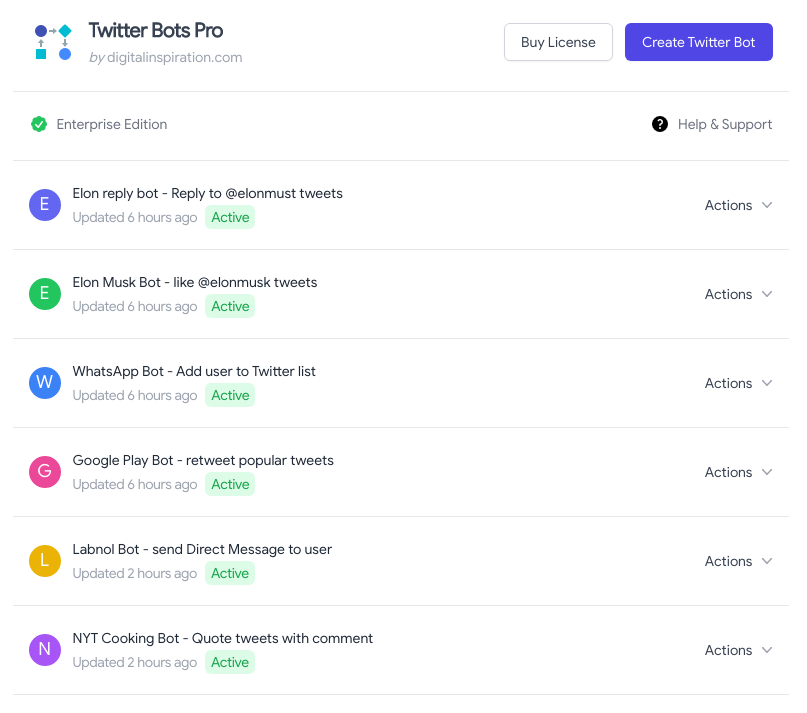 Twitter Bots Pro
by digitalinspiration.com
Buy License
Create Twitter Bot
Enterprise Edition
? Help & Support
E
Elon reply bot - Reply to @elonmust tweets
Updated 6 hours ago Active
Actions
E
Elon Musk Bot - like @elonmusk tweets
Updated 6 hours ago Active
Actions
W
WhatsApp Bot - Add user to Twitter list
Updated 6 hours ago Active
Actions
G
Google Play Bot - retweet popular tweets
Updated 6 hours ago Active
Actions
L
Labnol Bot - send Direct Message to user
Updated 2 hours ago Active
Actions
N
NYT Cooking Bot - Quote tweets with comment
Updated 2 hours ago Active
Actions